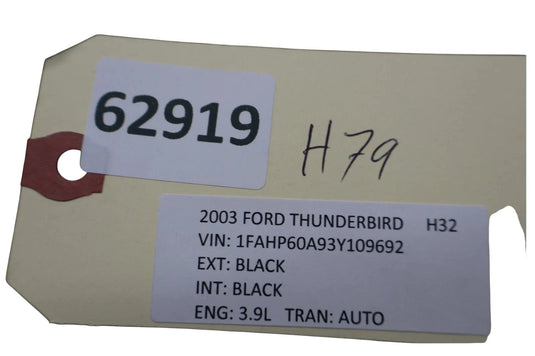 62919
H79
2003 FORD THUNDERBIRD H32
VIN: 1FAHP60A93Y109692
EXT: BLACK
INT: BLACK
ENG: 3.9L TRAN: AUTO